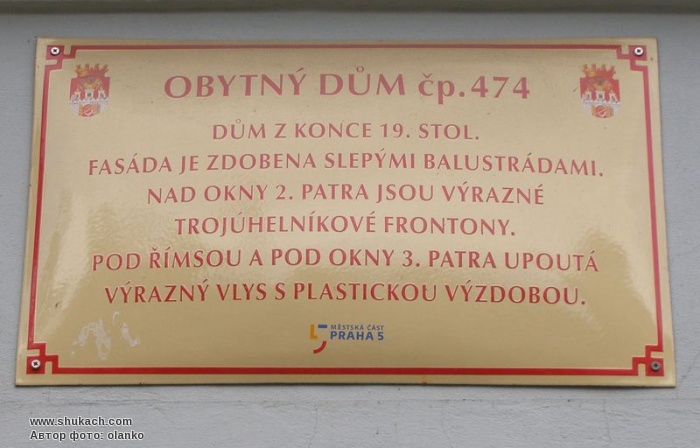 OBYTNÝ DŮM čp. 474
DŮM Z KONCE 19. STOL.
FASÁDA JE ZDOBENA SLEPÝMI BALUSTRÁDAMI.
NAD OKNY 2. PATRA JSOU VÝRAZNÉ
TROJÚHELNÍKOVÉ FRONTONY.
POD ŘÍMSOU A POD OKNY 3. PATRA UPOUTÁ
VÝRAZNÝ VLYS S PLASTICKOU VÝZDOBOU.
MĚSTSKÁ ČÁST
PRAHA 5
www.shukach.com
Автор фото: olanko